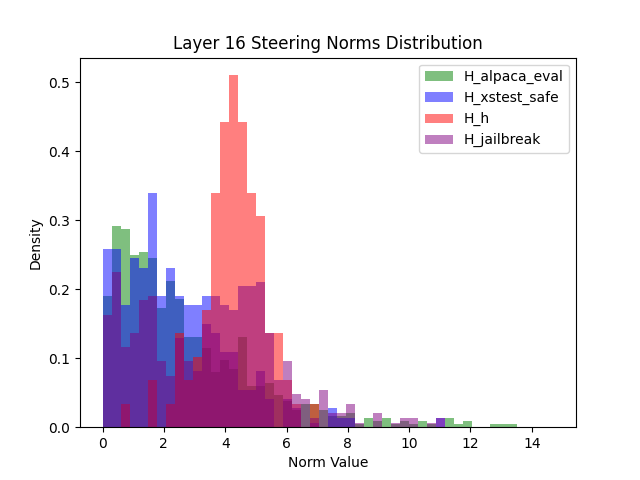 Layer 16 Steering Norms Distribution
H_alpaca_eval
H_xstest_safe
H_h
H_jailbreak
Density
0.5
0.4
0.3
0.2
0.1
0.0
0 2 4 6 8 10 12 14
Norm Value